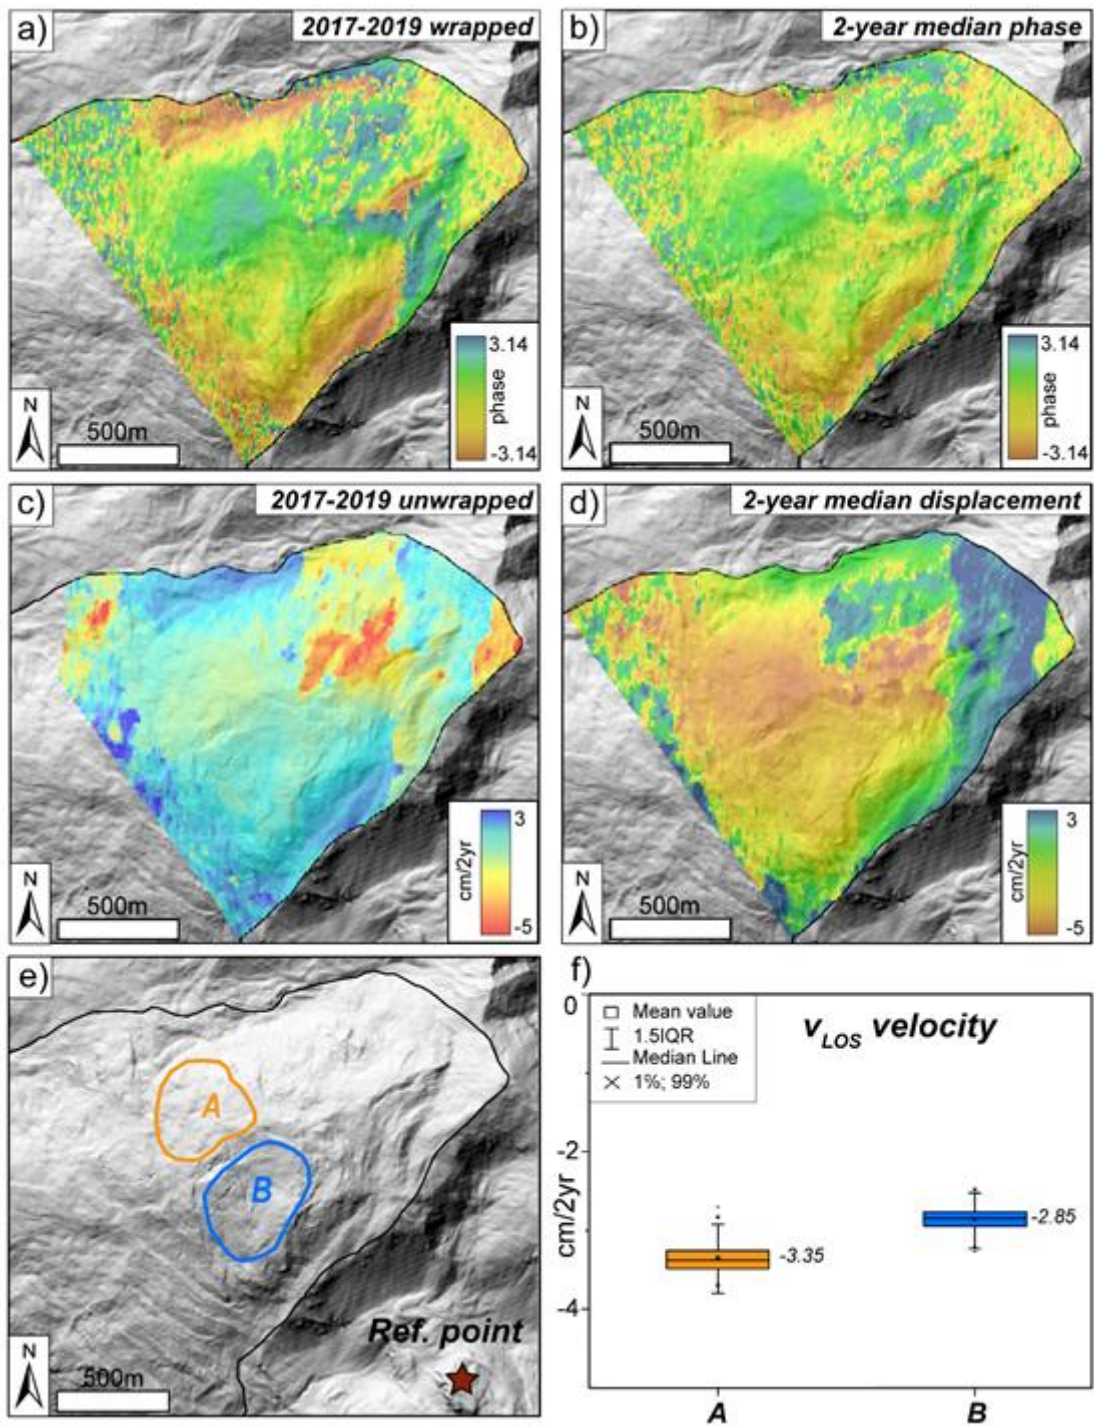 a)
2017-2019 wrapped
3.14
phase
-3.14
N
500m
b)
2-year median phase
3.14
phase
-3.14
N
500m
c)
2017-2019 unwrapped
3
cm/2yr
-5
N
500m
d)
2-year median displacement
3
cm/2yr
-5
N
500m
e)
A
B
Ref. point
N
500m
f)
0
Mean value
1.5IQR
Median Line
1%; 99%
vLOS velocity
-2
cm/2yr
-2.85
-3.35
-4
A
B